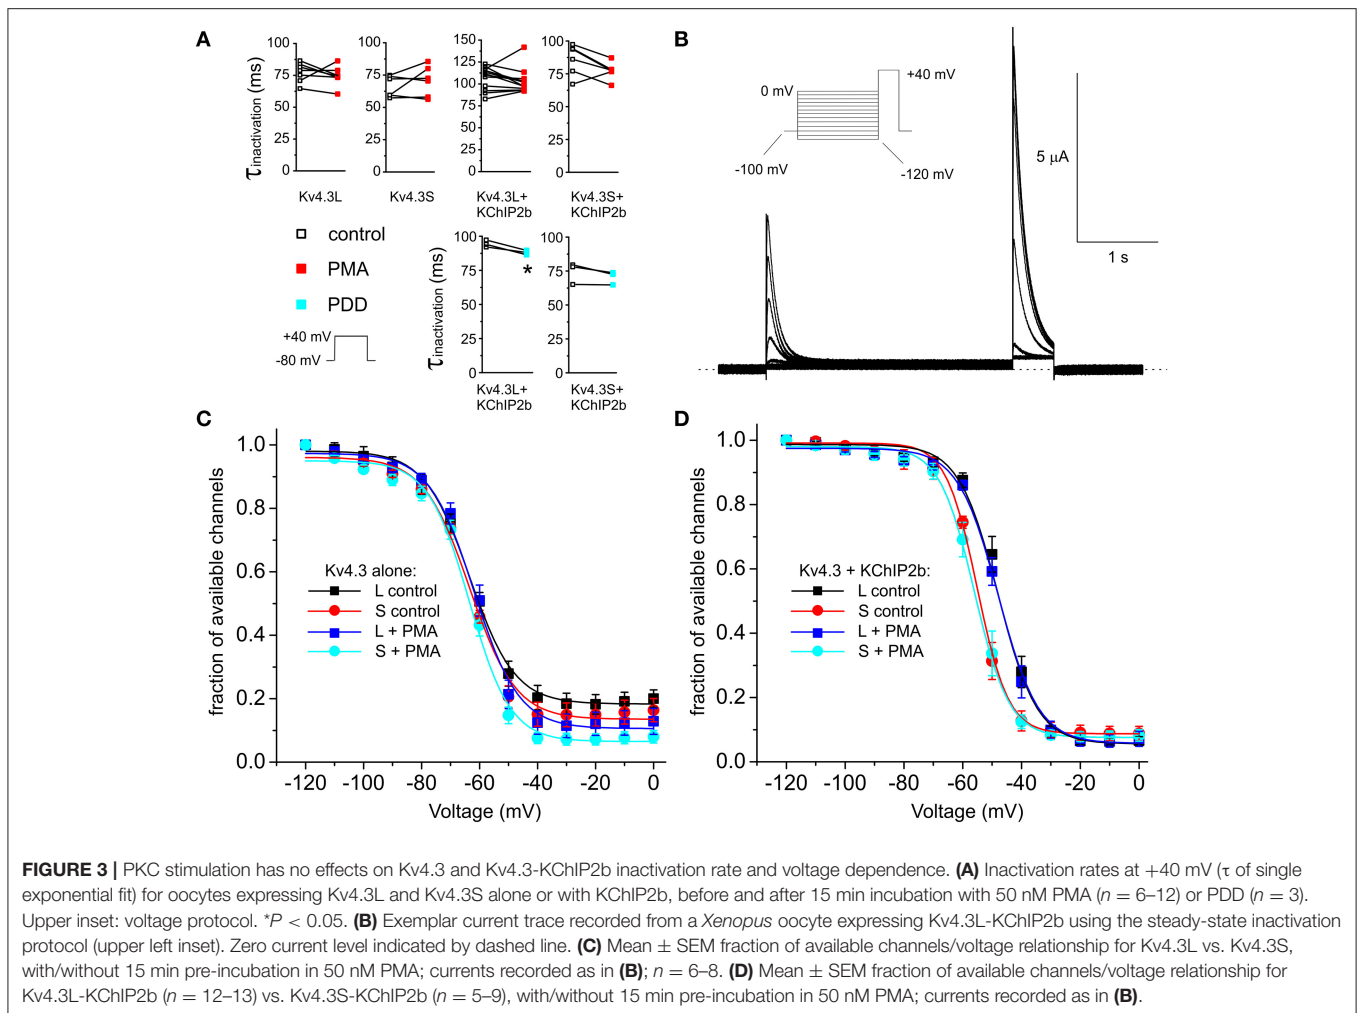 A
B
100
75
50
25
0
100
75
50
25
0
150
125
100
75
50
25
0
100
75
50
25
0
τinactivation (ms)
Kv4.3L
Kv4.3S
Kv4.3L+
KChIP2b
Kv4.3S+
KChIP2b
control
PMA
PDD
+40 mV
-80 mV
100
75
50
25
0
100
75
50
25
0
τinactivation (ms)
*
Kv4.3L+
KChIP2b
Kv4.3S+
KChIP2b
0 mV
+40 mV
-100 mV
-120 mV
5 µA
1 s
C
1.0
0.8
0.6
0.4
0.2
0.0
fraction of available channels
Kv4.3 alone:
L control
S control
L + PMA
S + PMA
-120 -100 -80 -60 -40 -20 0
Voltage (mV)
D
1.0
0.8
0.6
0.4
0.2
0.0
fraction of available channels
Kv4.3 + KChIP2b:
L control
S control
L + PMA
S + PMA
-120 -100 -80 -60 -40 -20 0
Voltage (mV)
FIGURE 3 | PKC stimulation has no effects on Kv4.3 and Kv4.3-KChIP2b inactivation rate and voltage dependence. (A) Inactivation rates at +40 mV (τ of single
exponential fit) for oocytes expressing Kv4.3L and Kv4.3S alone or with KChIP2b, before and after 15 min incubation with 50 nM PMA (n = 6–12) or PDD (n = 3).
Upper inset: voltage protocol. *P < 0.05. (B) Exemplar current trace recorded from a Xenopus oocyte expressing Kv4.3L-KChIP2b using the steady-state inactivation
protocol (upper left inset). Zero current level indicated by dashed line. (C) Mean ± SEM fraction of available channels/voltage relationship for Kv4.3L vs. Kv4.3S,
with/without 15 min pre-incubation in 50 nM PMA; currents recorded as in (B); n = 6–8. (D) Mean ± SEM fraction of available channels/voltage relationship for
Kv4.3L-KChIP2b (n = 12–13) vs. Kv4.3S-KChIP2b (n = 5–9), with/without 15 min pre-incubation in 50 nM PMA; currents recorded as in (B).